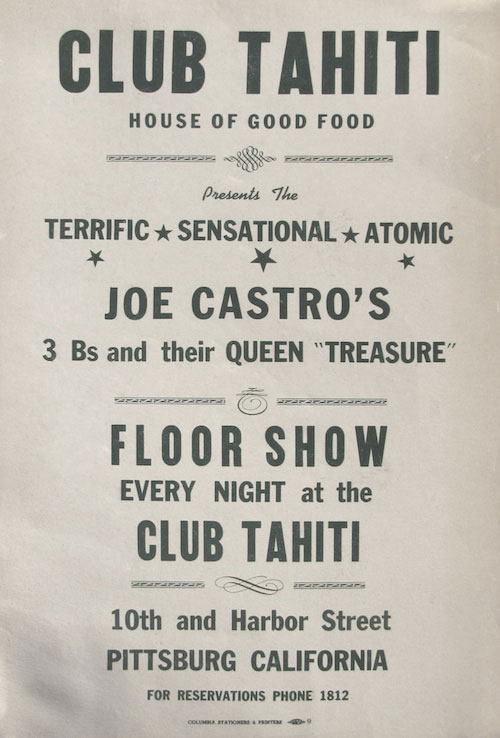 CLUB TAHITI
HOUSE OF GOOD FOOD
Presents The
TERRIFIC ★ SENSATIONAL ★ ATOMIC
JOE CASTRO'S
3 Bs and their QUEEN "TREASURE"
FLOOR SHOW
EVERY NIGHT at the
CLUB TAHITI
10th and Harbor Street
PITTSBURG CALIFORNIA
FOR RESERVATIONS PHONE 1812
COLUMBIA STATIONERS & PRINTERS 9